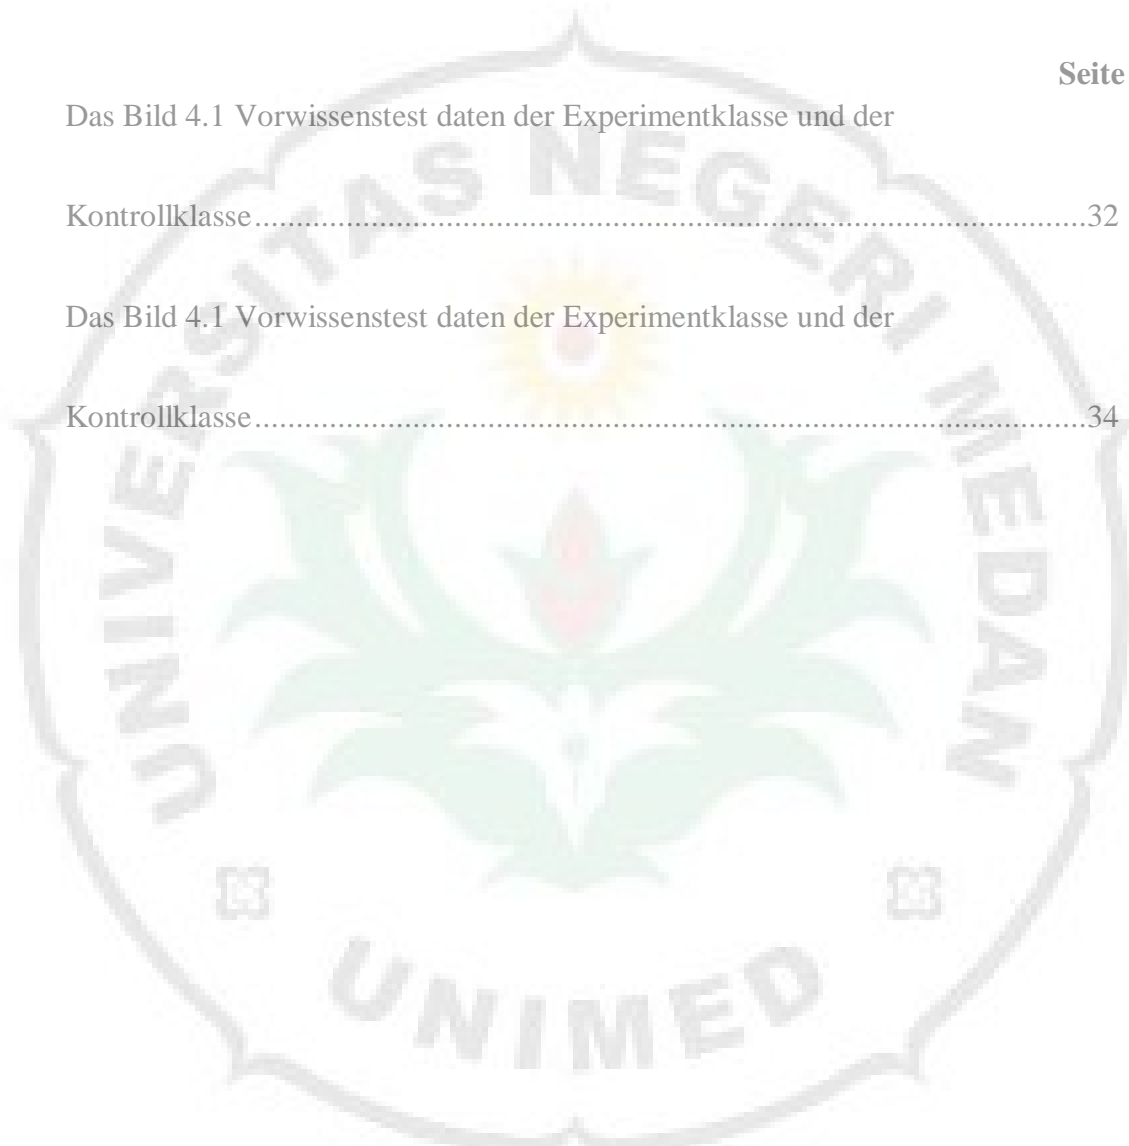 Seite
Das Bild 4.1 Vorwissenstest daten der Experimentklasse und der
Kontrollklasse....................................................................................................32
Das Bild 4.1 Vorwissenstest daten der Experimentklasse und der
Kontrollklasse....................................................................................................34
UNIVERSITAS NEGERI MEDAN
UNIMED